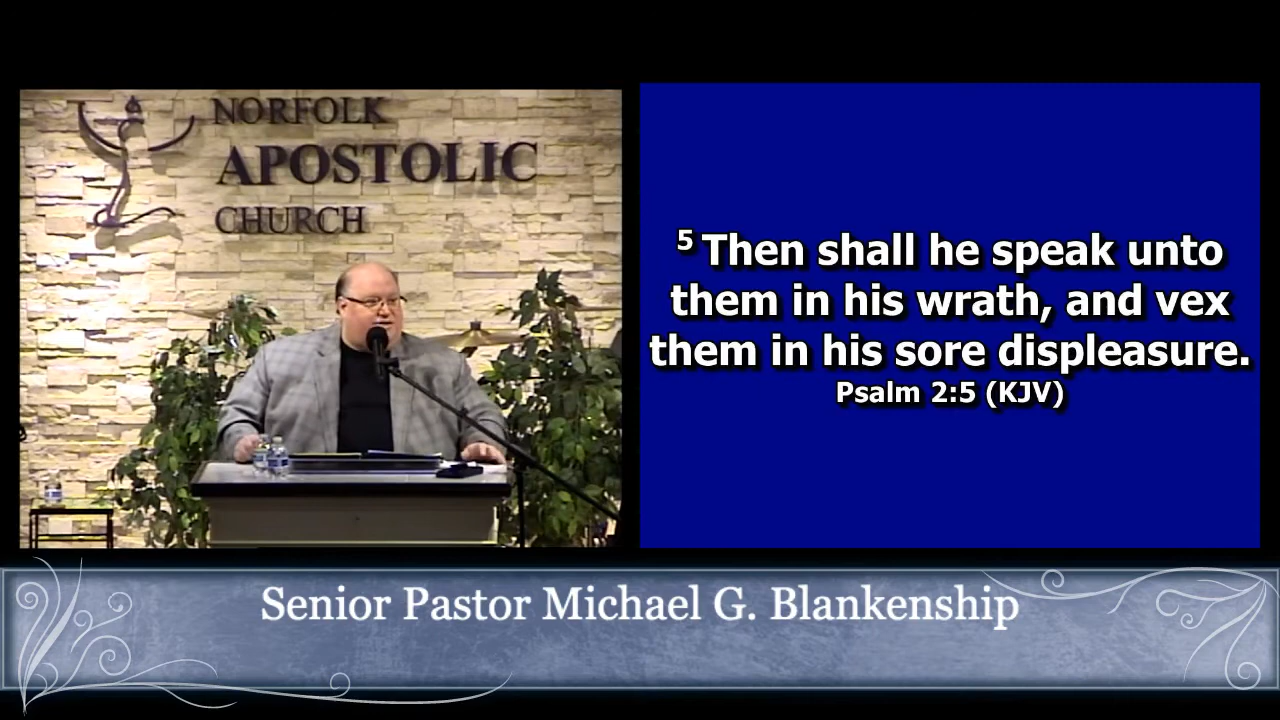 NORFOLK
APOSTOLIC
CHURCH
5 Then shall he speak unto
them in his wrath, and vex
them in his sore displeasure.
Psalm 2:5 (KJV)
Senior Pastor Michael G. Blankenship